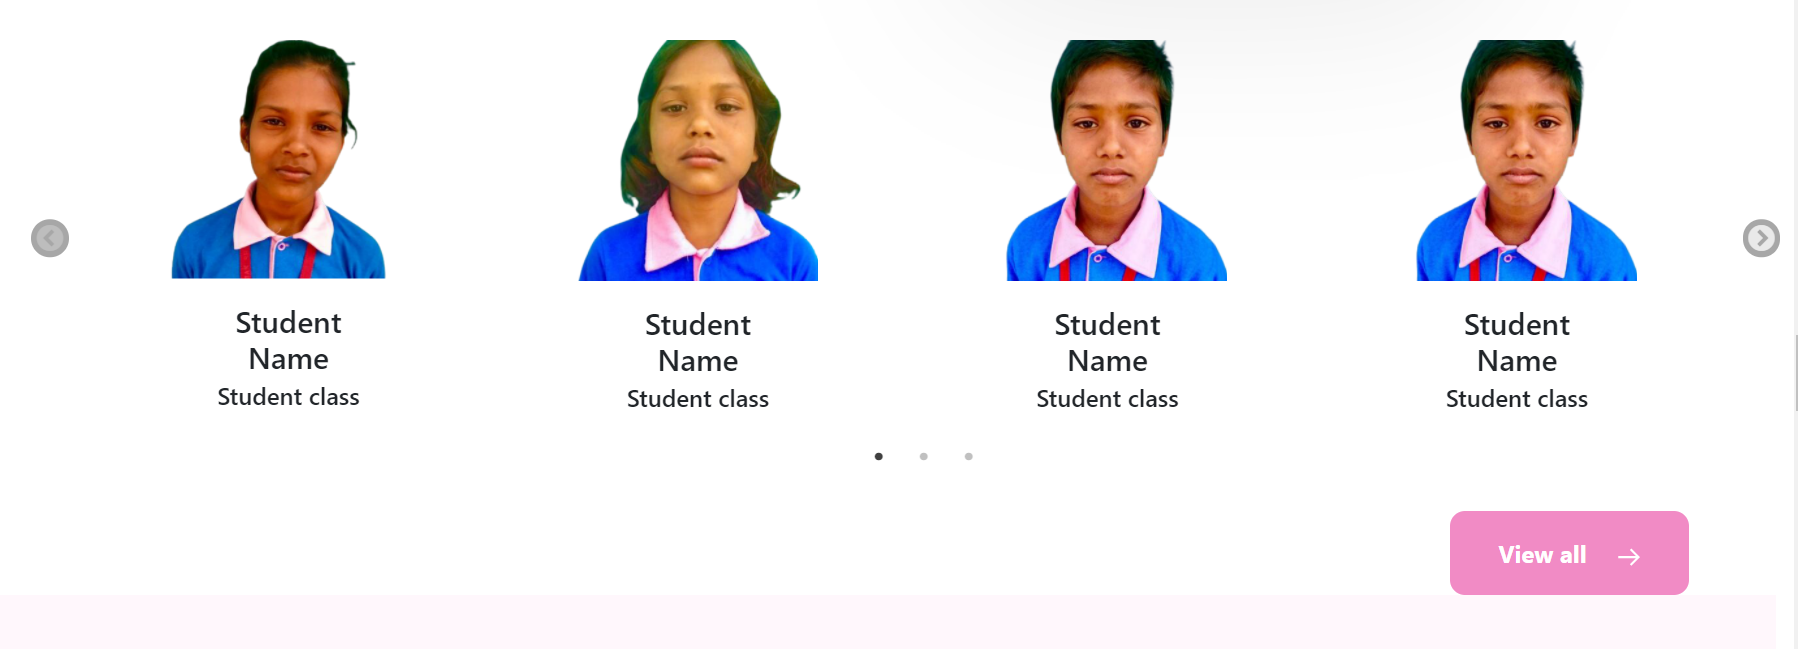 Student
Name
Student class
Student
Name
Student class
Student
Name
Student class
Student
Name
Student class
View all →